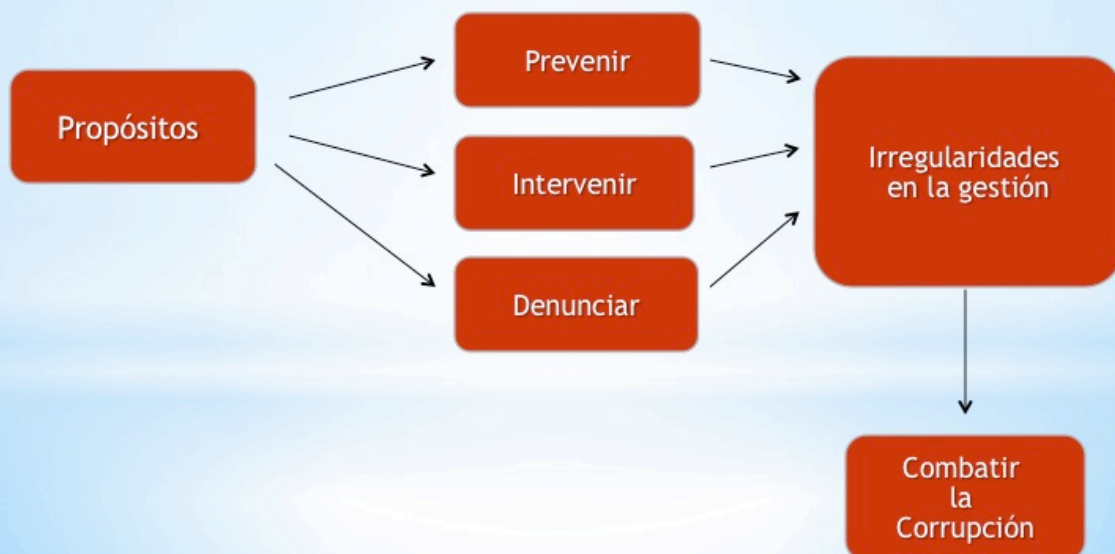 Propósitos
Prevenir
Intervenir
Denunciar
Irregularidades
en la gestión
Combatir
la
Corrupción